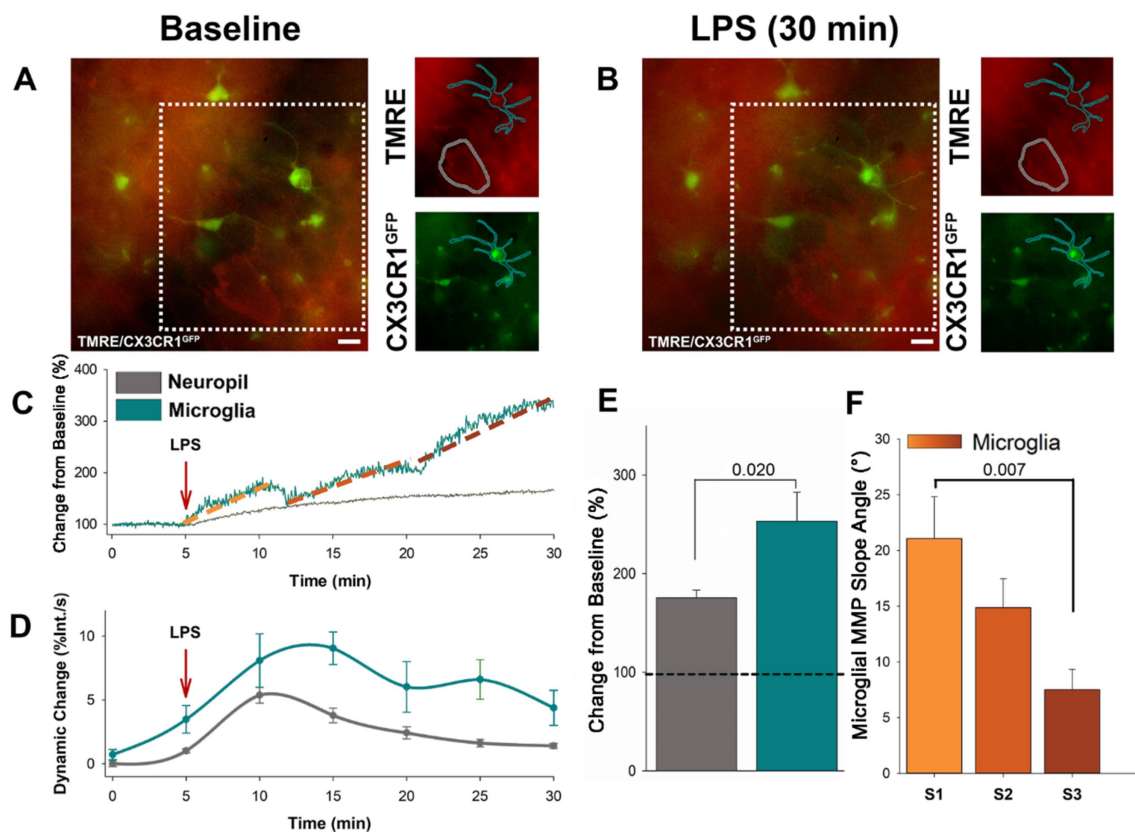 Baseline
LPS (30 min)
A
TMRE
CX3CR1GFP
TMRE/CX3CR1GFP
B
TMRE
CX3CR1GFP
TMRE/CX3CR1GFP
C
Change from Baseline (%)
400
300
200
100
Neuropil
Microglia
LPS
0 5 10 15 20 25 30
Time (min)
D
Dynamic Change (%Int./s)
10
5
0
LPS
0 5 10 15 20 25 30
Time (min)
E
Change from Baseline (%)
300
200
100
0
0.020
F
Microglial MMP Slope Angle (°)
30
25
20
15
10
5
0
Microglia
0.007
S1 S2 S3